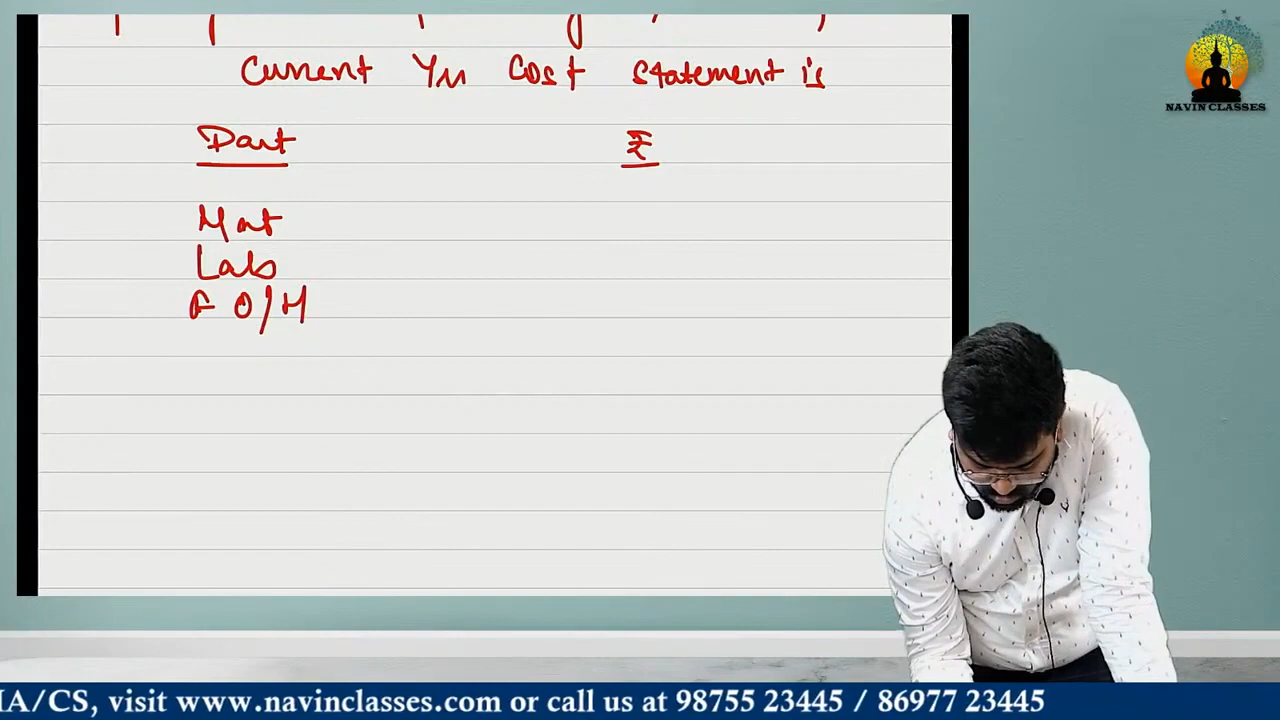 Current Yr Cost statement is
Part ₹
Mat
Lab
F O/H
NAVIN CLASSES
IA/CS, visit www.navinclasses.com or call us at 98755 23445 / 86977 23445